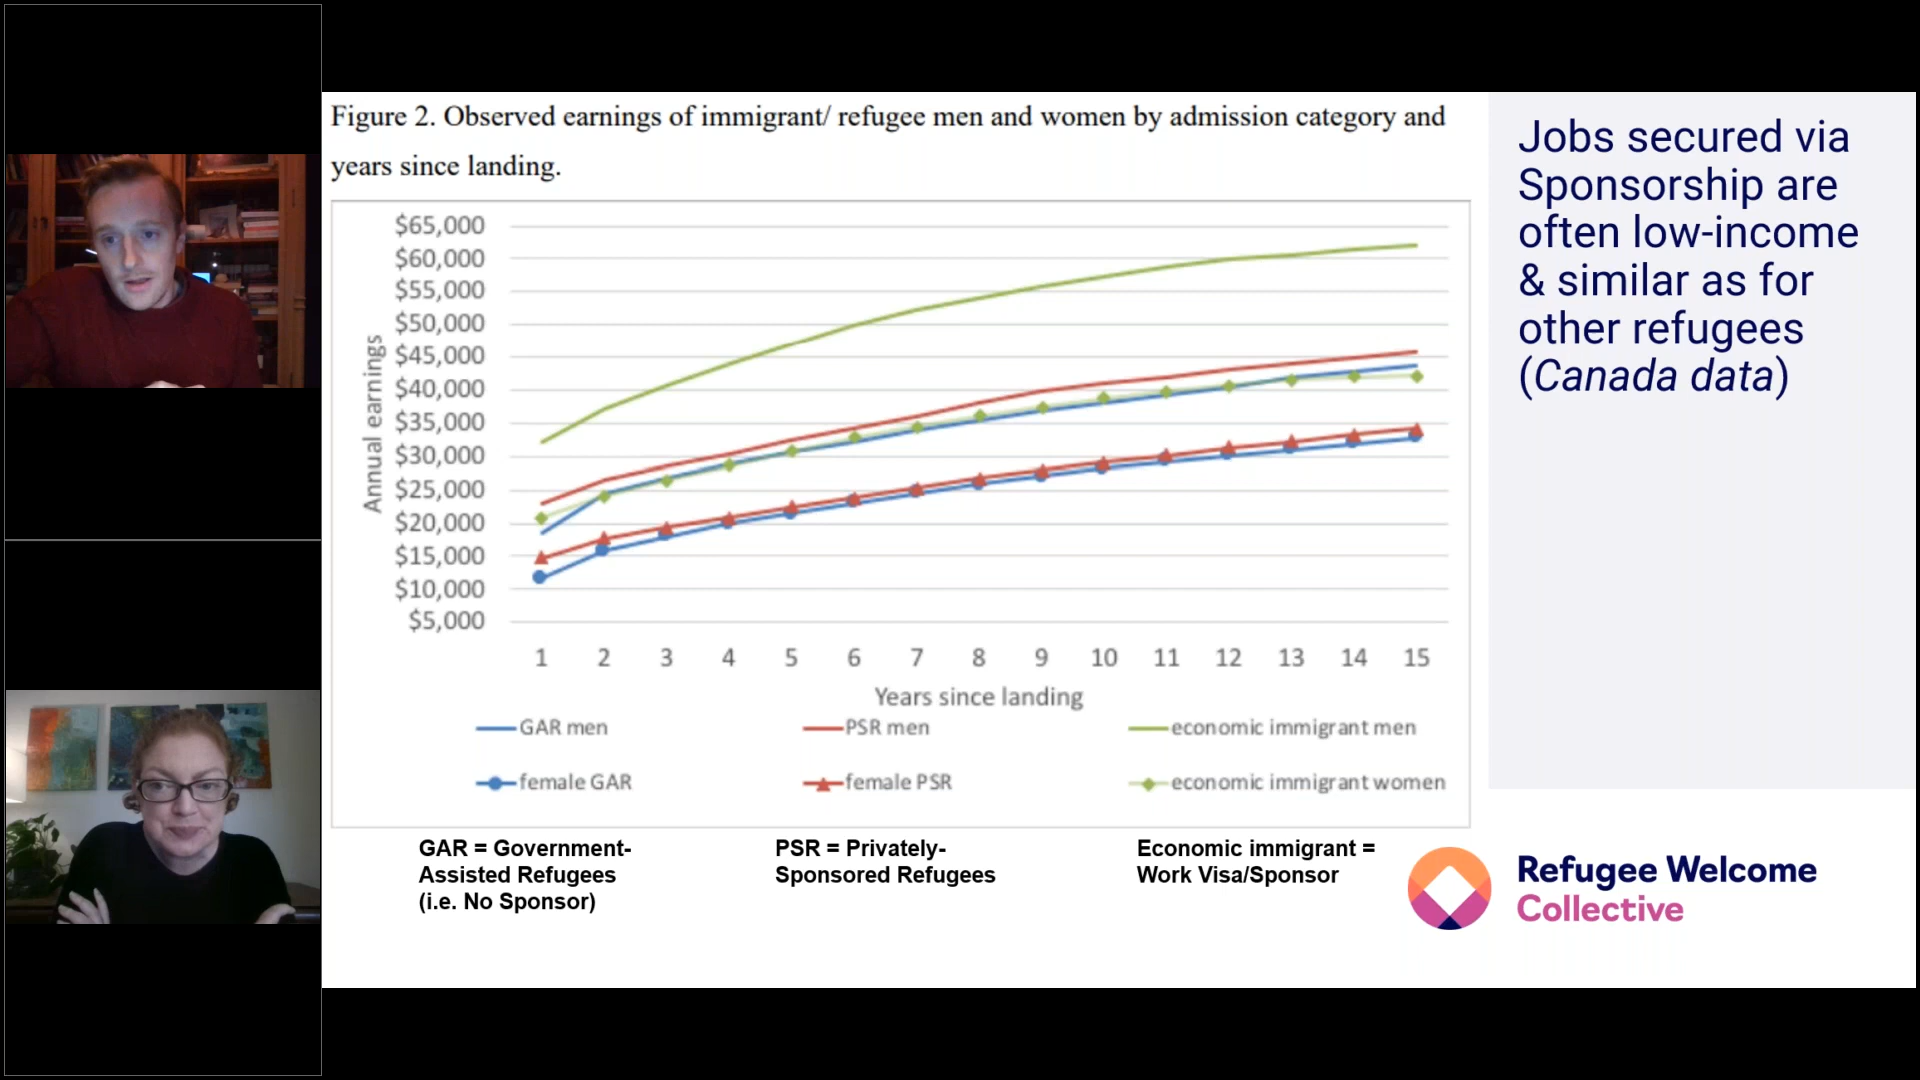 Figure 2. Observed earnings of immigrant/ refugee men and women by admission category and
years since landing.
Annual earnings
$65,000
$60,000
$55,000
$50,000
$45,000
$40,000
$35,000
$30,000
$25,000
$20,000
$15,000
$10,000
$5,000
1 2 3 4 5 6 7 8 9 10 11 12 13 14 15
Years since landing
GAR men PSR men economic immigrant men
female GAR female PSR economic immigrant women
GAR = Government-
Assisted Refugees
(i.e. No Sponsor)
PSR = Privately-
Sponsored Refugees
Economic immigrant =
Work Visa/Sponsor
Jobs secured via
Sponsorship are
often low-income
& similar as for
other refugees
(Canada data)
Refugee Welcome
Collective